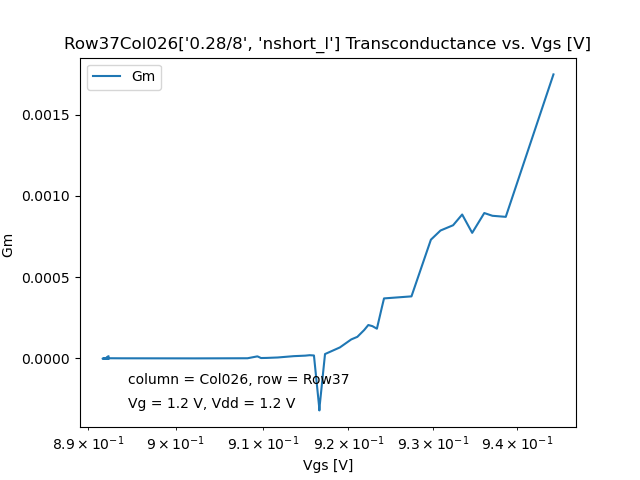 Row37Col026['0.28/8', 'nshort_l'] Transconductance vs. Vgs [V]
Gm
0.0015
0.0010
0.0005
0.0000
Gm
column = Col026, row = Row37
Vg = 1.2 V, Vdd = 1.2 V
8.9 × 10⁻¹ 9 × 10⁻¹ 9.1 × 10⁻¹ 9.2 × 10⁻¹ 9.3 × 10⁻¹ 9.4 × 10⁻¹
Vgs [V]